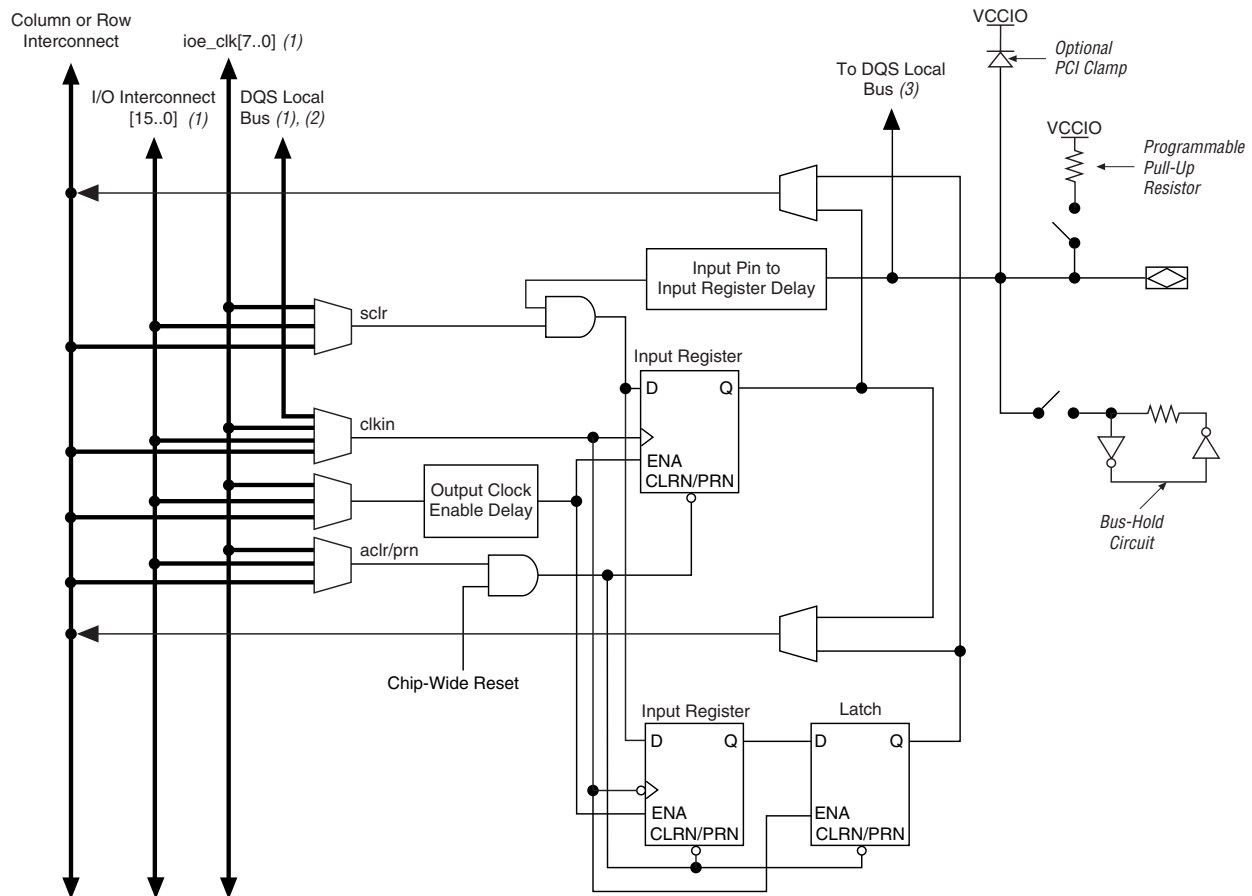 Column or Row
Interconnect
ioe_clk[7..0] (1)
I/O Interconnect
[15..0] (1)
DQS Local
Bus (1), (2)
To DQS Local
Bus (3)
VCCIO
Optional
PCI Clamp
VCCIO
Programmable
Pull-Up
Resistor
Input Pin to
Input Register Delay
sclr
Input Register
D Q
clkin
ENA
CLRN/PRN
Output Clock
Enable Delay
aclr/prn
Bus-Hold
Circuit
Chip-Wide Reset
Input Register
D Q
ENA
CLRN/PRN
Latch
D Q
ENA
CLRN/PRN